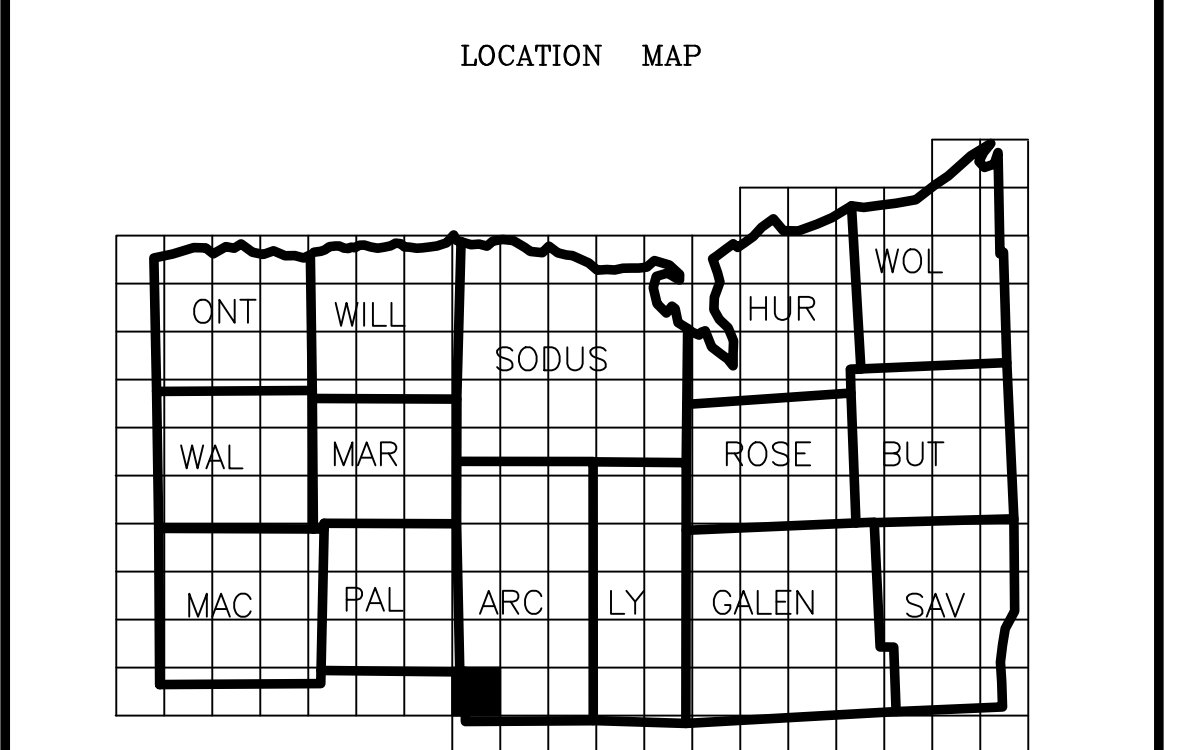 LOCATION MAP
WOL
ONT
WILL
HUR
SODUS
WAL
MAR
ROSE
BUT
MAC
PAL
ARC
LY
GALEN
SAV